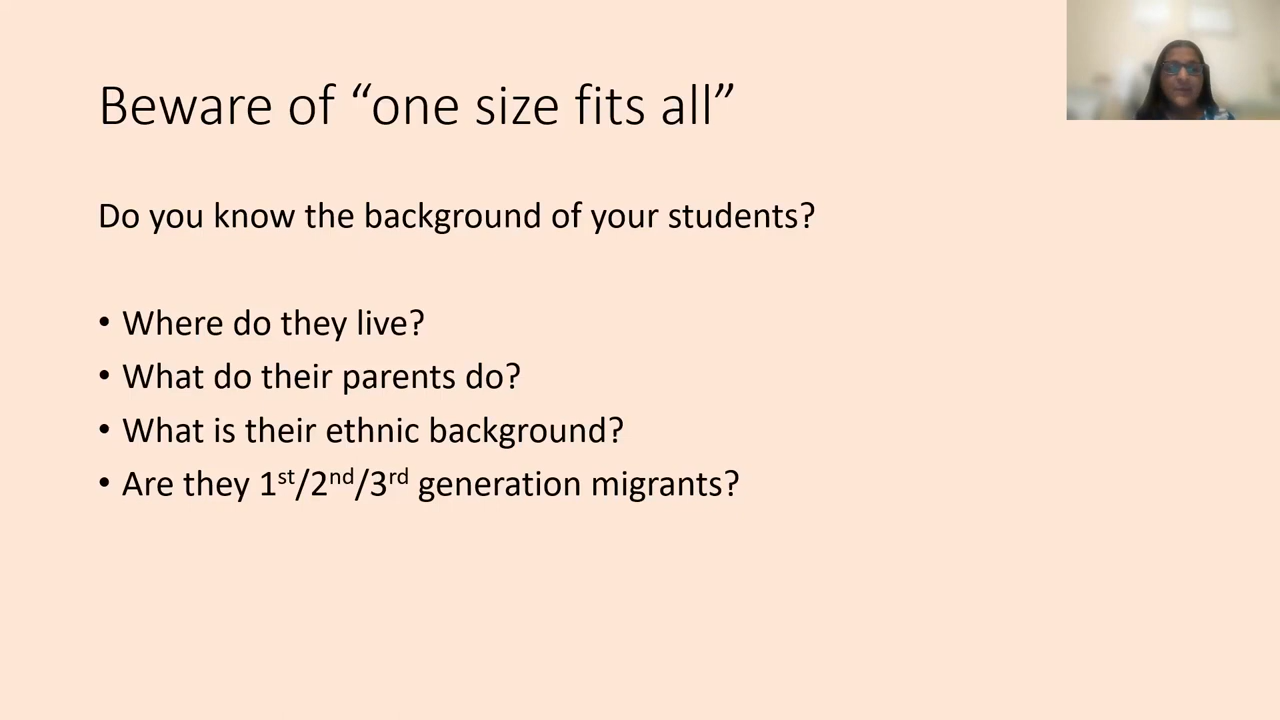 Beware of “one size fits all”
Do you know the background of your students?
• Where do they live?
• What do their parents do?
• What is their ethnic background?
• Are they 1st/2nd/3rd generation migrants?